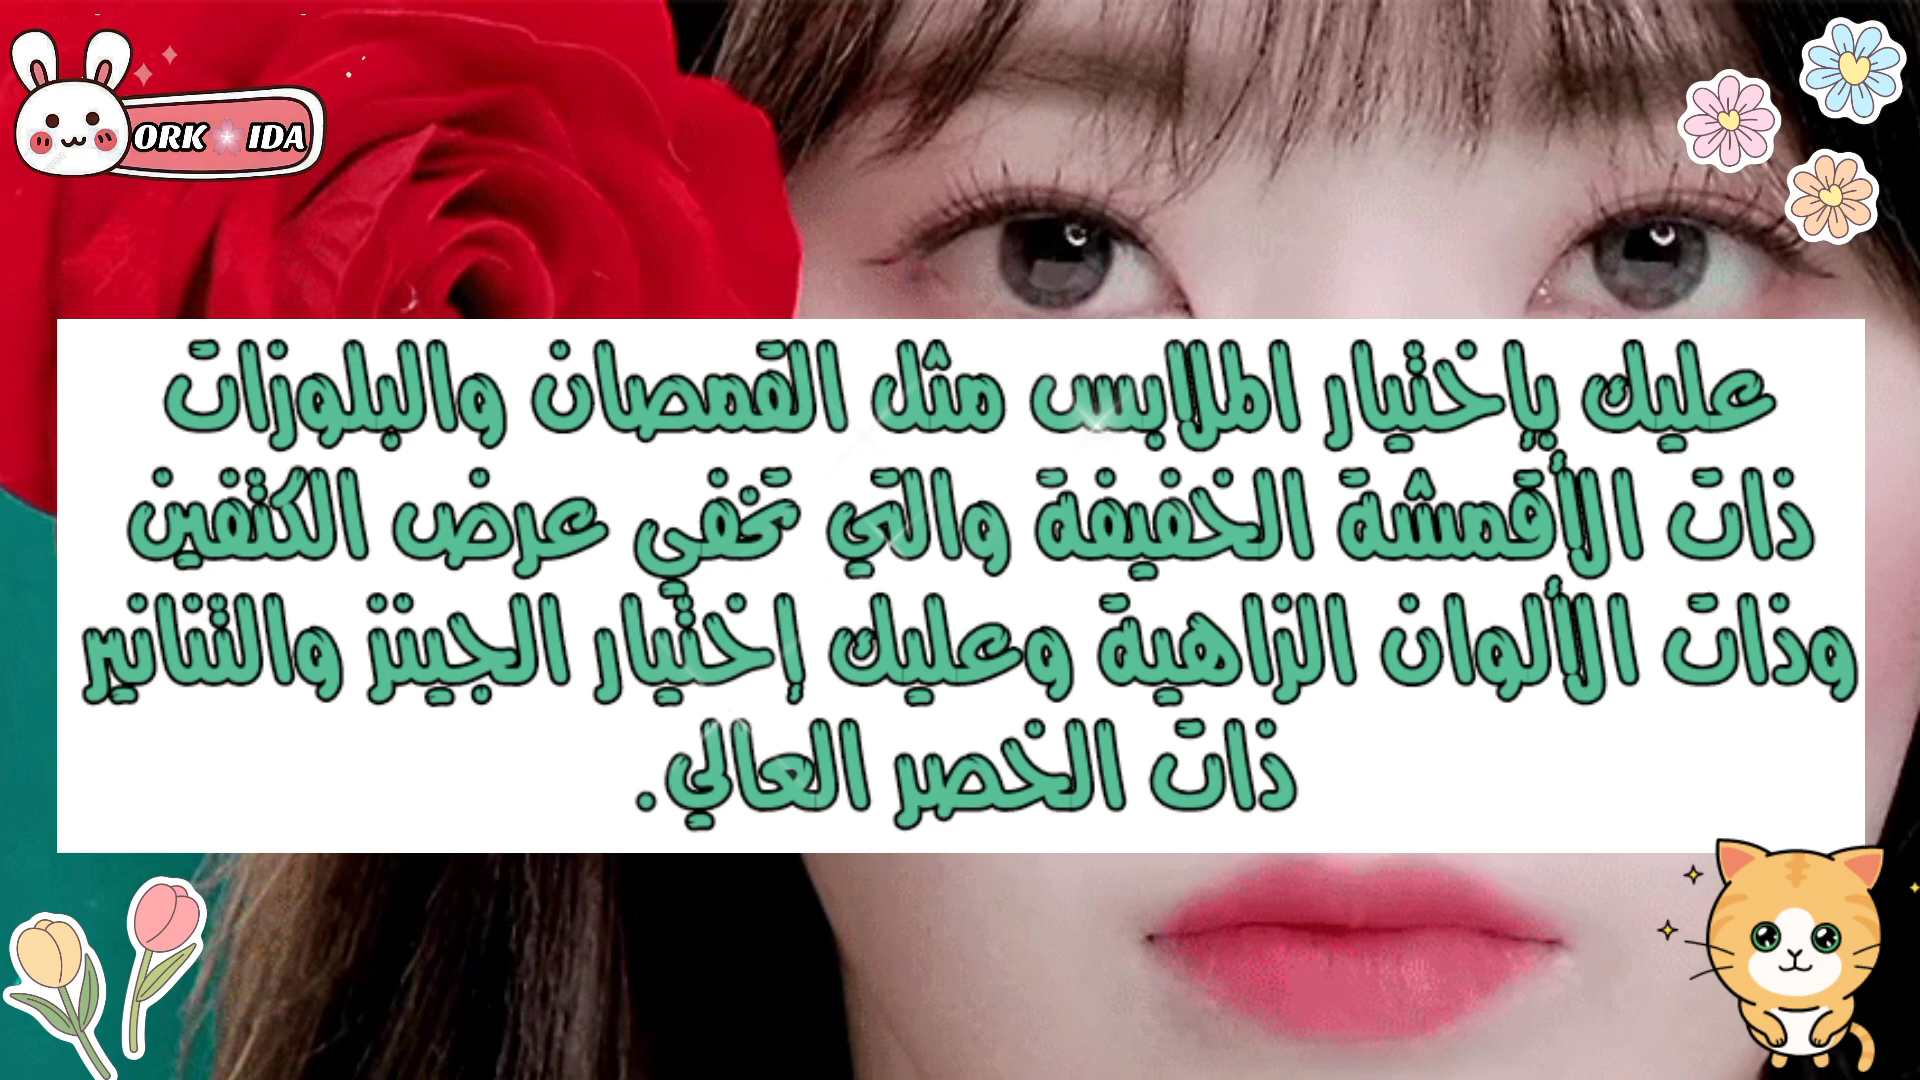 ORK IDA
عليك بإختيار الملابس مثل القمصان والبلوزات
ذات الأقمشة الخفيفة والتي تخفي عرض الكتفين
وذات الألوان الزاهية وعليك إختيار الجينز والتنانير
ذات الخصر العالي.